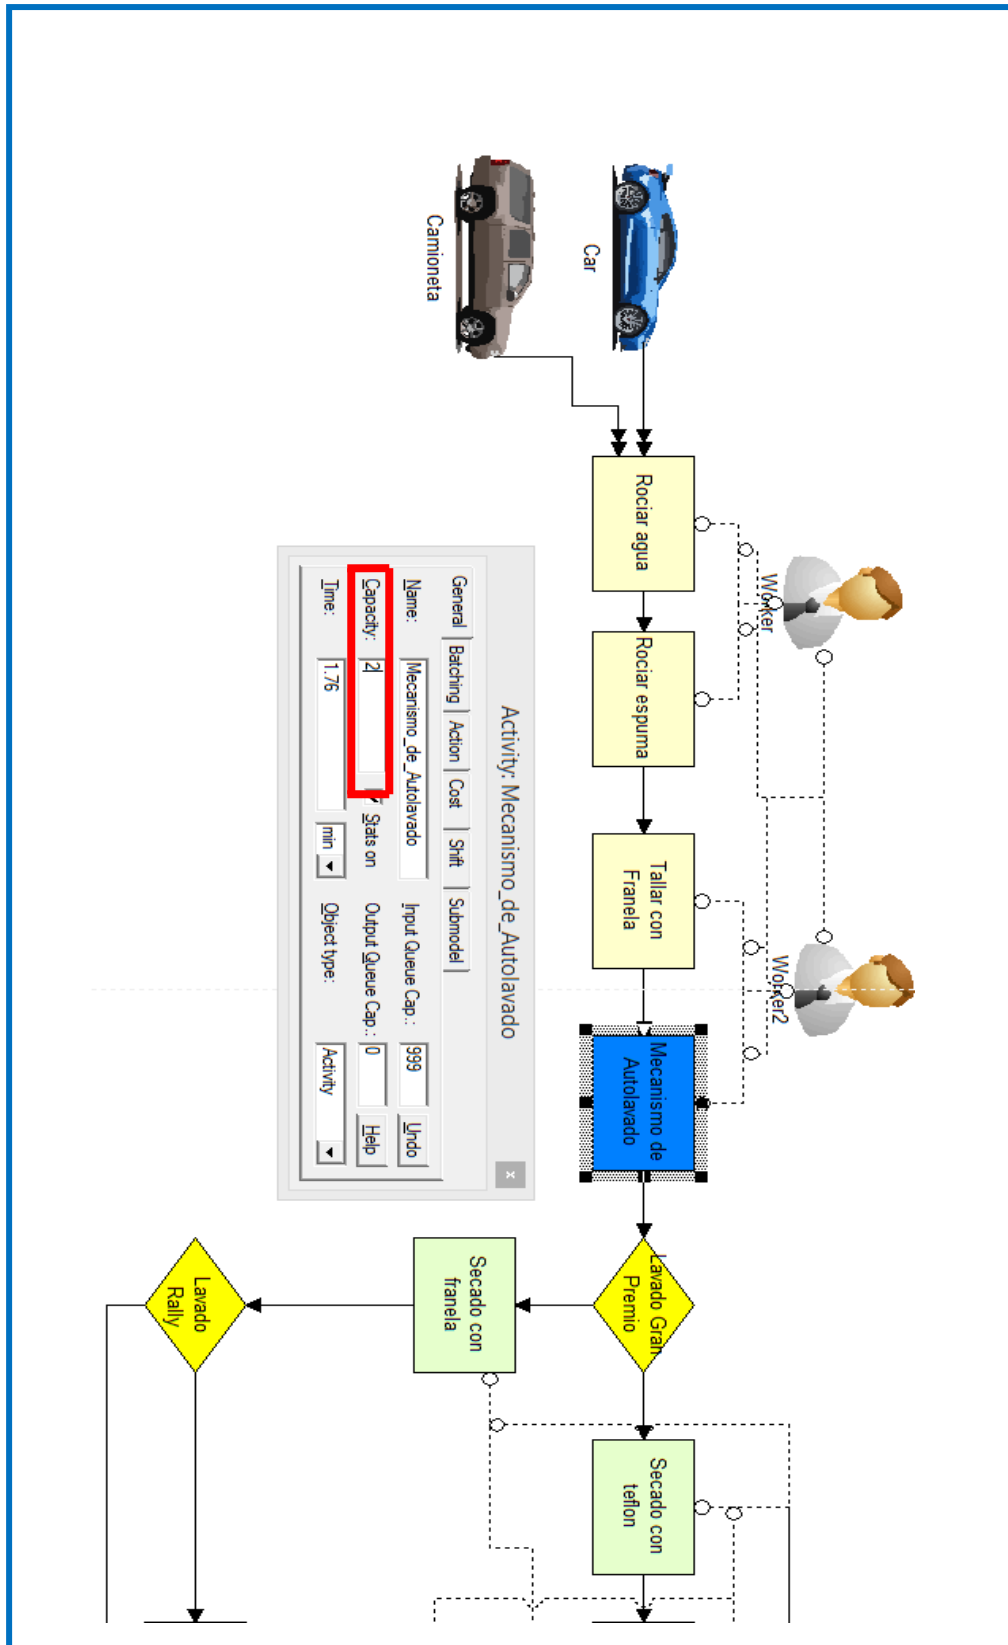 Worker
Worker2
Car
Camioneta
Rociar agua
Rociar espuma
Tallar con
Franela
Mecanismo de
Autolavado
Lavado Gran
Premio
Secado con
teflon
Secado con
franela
Lavado
Rally
Activity: Mecanismo_de_Autolavado
x
General Batching Action Cost Shift Submodel
Name: Mecanismo_de_Autolavado Input Queue Cap.: 999 Undo
Capacity: 2 Stats on Output Queue Cap.: 0 Help
Time: 1.76 min Object type: Activity